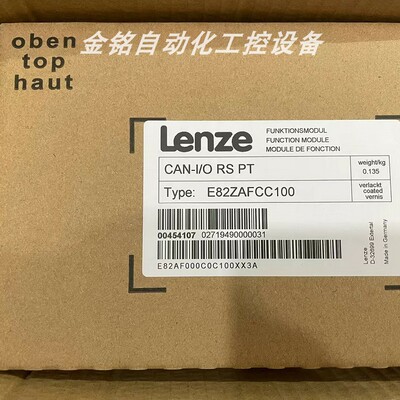 oben
top
haut
金铭自动化工控设备
Lenze
FUNKTIONSMODUL
FUNCTION MODULE
MODULE DE FONCTION
CAN-I/O RS PT
weight/kg
0.135
Type: E82ZAFCC100
verlackt
coated
vernis
00454107 02719490000031
E82AF000C0C100XX3A
Lenze
D-32699 Extertal
Made in Germany